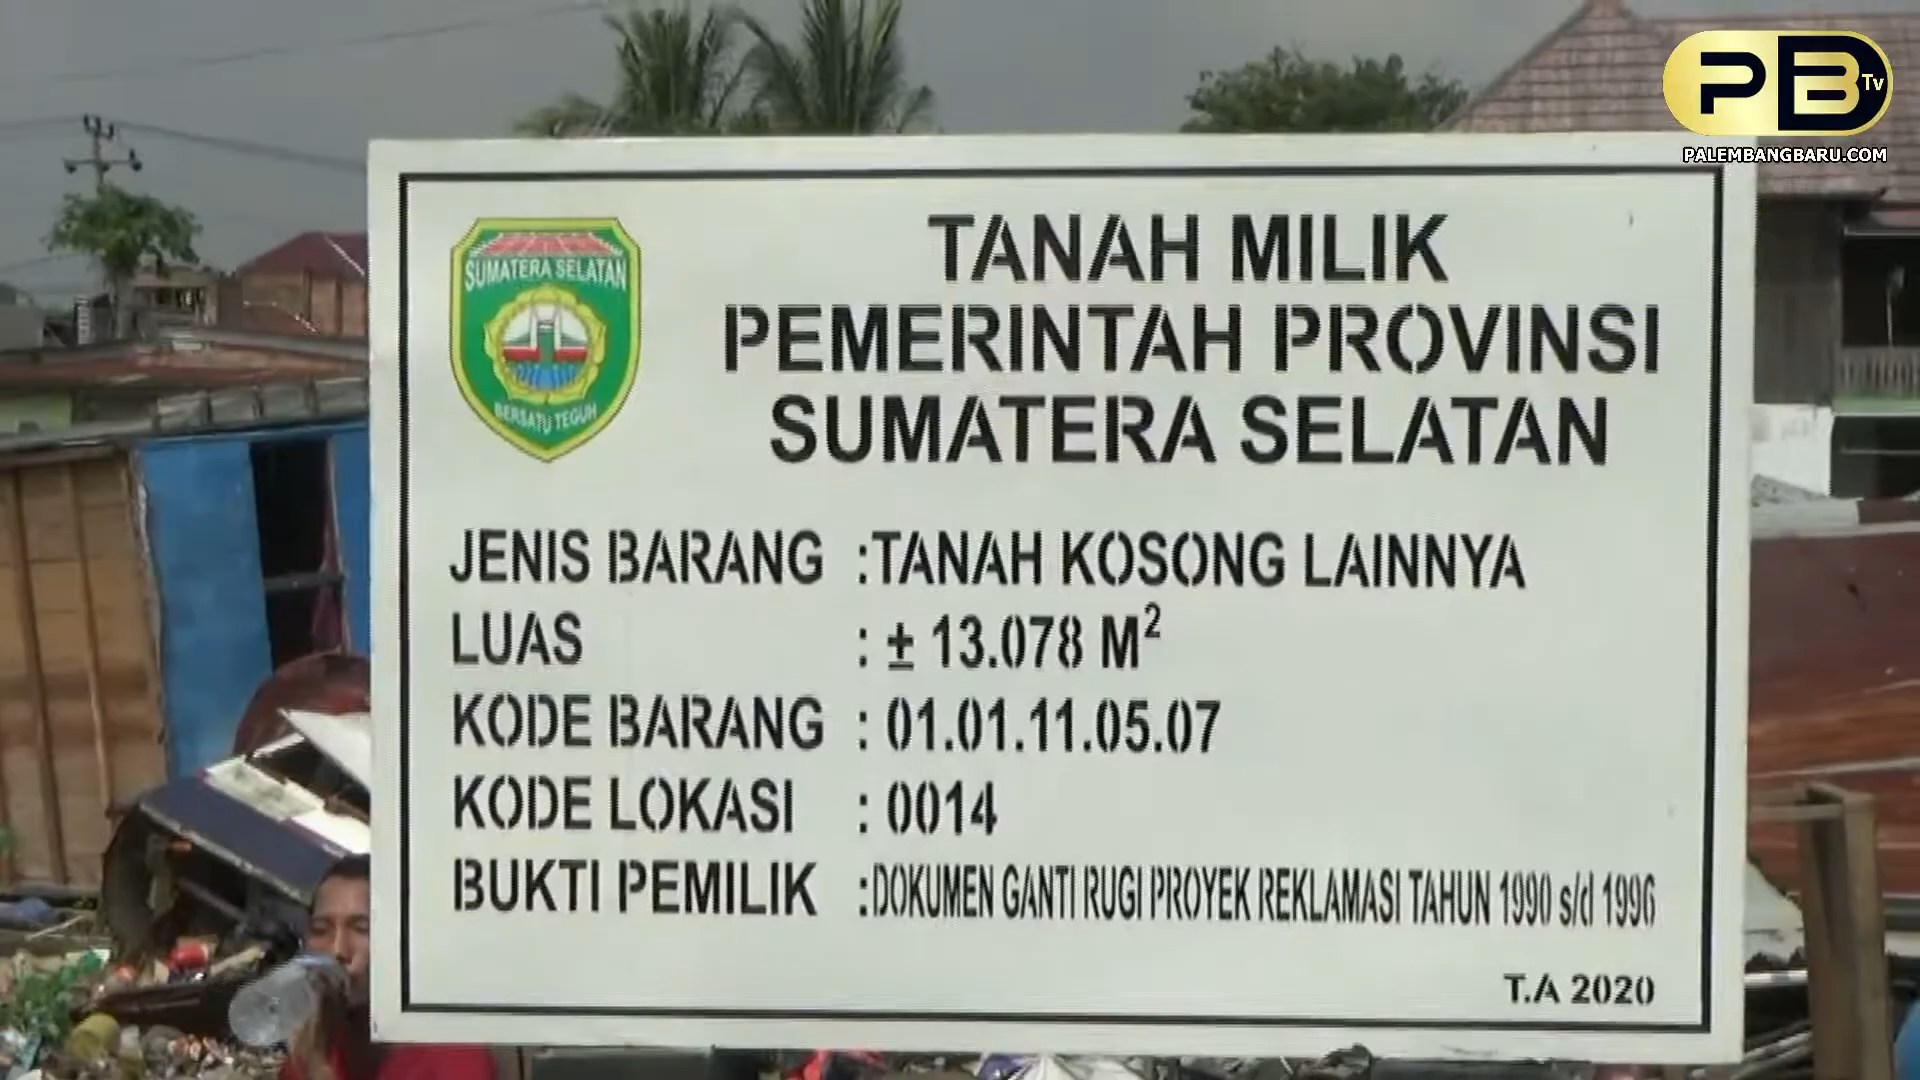 PB Tv
PALEMBANGBARU.COM
SUMATERA SELATAN
BERSATU TEGUH
TANAH MILIK
PEMERINTAH PROVINSI
SUMATERA SELATAN
JENIS BARANG : TANAH KOSONG LAINNYA
LUAS : ± 13.078 M²
KODE BARANG : 01.01.11.05.07
KODE LOKASI : 0014
BUKTI PEMILIK : DOKUMEN GANTI RUGI PROYEK REKLAMASI TAHUN 1990 s/d 1996
T.A 2020